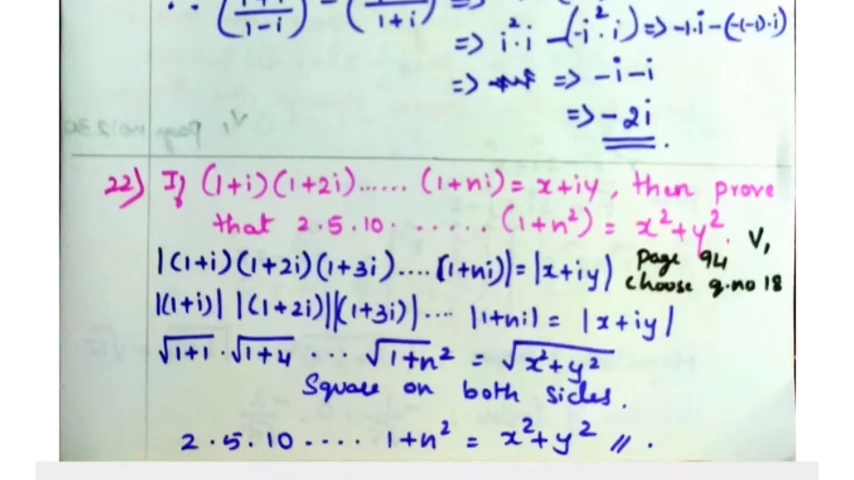 ∴ (1+i / 1-i) - ( / 1+i) =>
=> i²·i -(-i²·i) => -1·i -(-(-1)·i)
=> => -i-i
=> -2i
22) If (1+i)(1+2i)...... (1+ni) = x+iy, then prove
that 2·5·10· ...... (1+n²) = x²+y².
V,
|(1+i)(1+2i)(1+3i)....(1+ni)| = |x+iy|
page 94
choose q.no 18
|(1+i)| |(1+2i)||(1+3i)| .... |1+ni| = |x+iy|
√1+1 · √1+4 ... √1+n² = √x²+y²
Square on both sides.
2·5·10 .... 1+n² = x²+y² //.